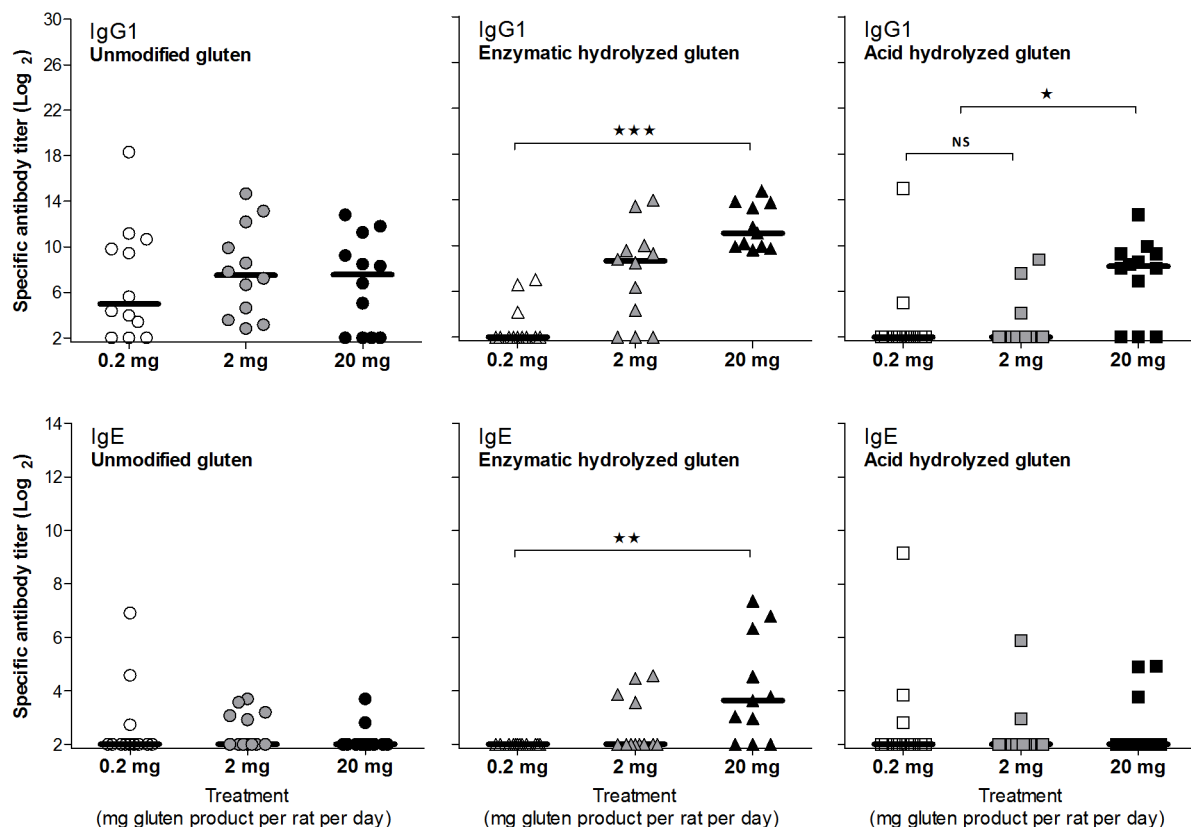 IgG1
Unmodified gluten
IgG1
Enzymatic hydrolyzed gluten
IgG1
Acid hydrolyzed gluten
Specific antibody titer (Log 2)
30
26
22
18
14
10
6
2
★★★
★
NS
0.2 mg 2 mg 20 mg
0.2 mg 2 mg 20 mg
0.2 mg 2 mg 20 mg
IgE
Unmodified gluten
IgE
Enzymatic hydrolyzed gluten
IgE
Acid hydrolyzed gluten
Specific antibody titer (Log 2)
14
12
10
8
6
4
2
★★
0.2 mg 2 mg 20 mg
0.2 mg 2 mg 20 mg
0.2 mg 2 mg 20 mg
Treatment
(mg gluten product per rat per day)
Treatment
(mg gluten product per rat per day)
Treatment
(mg gluten product per rat per day)